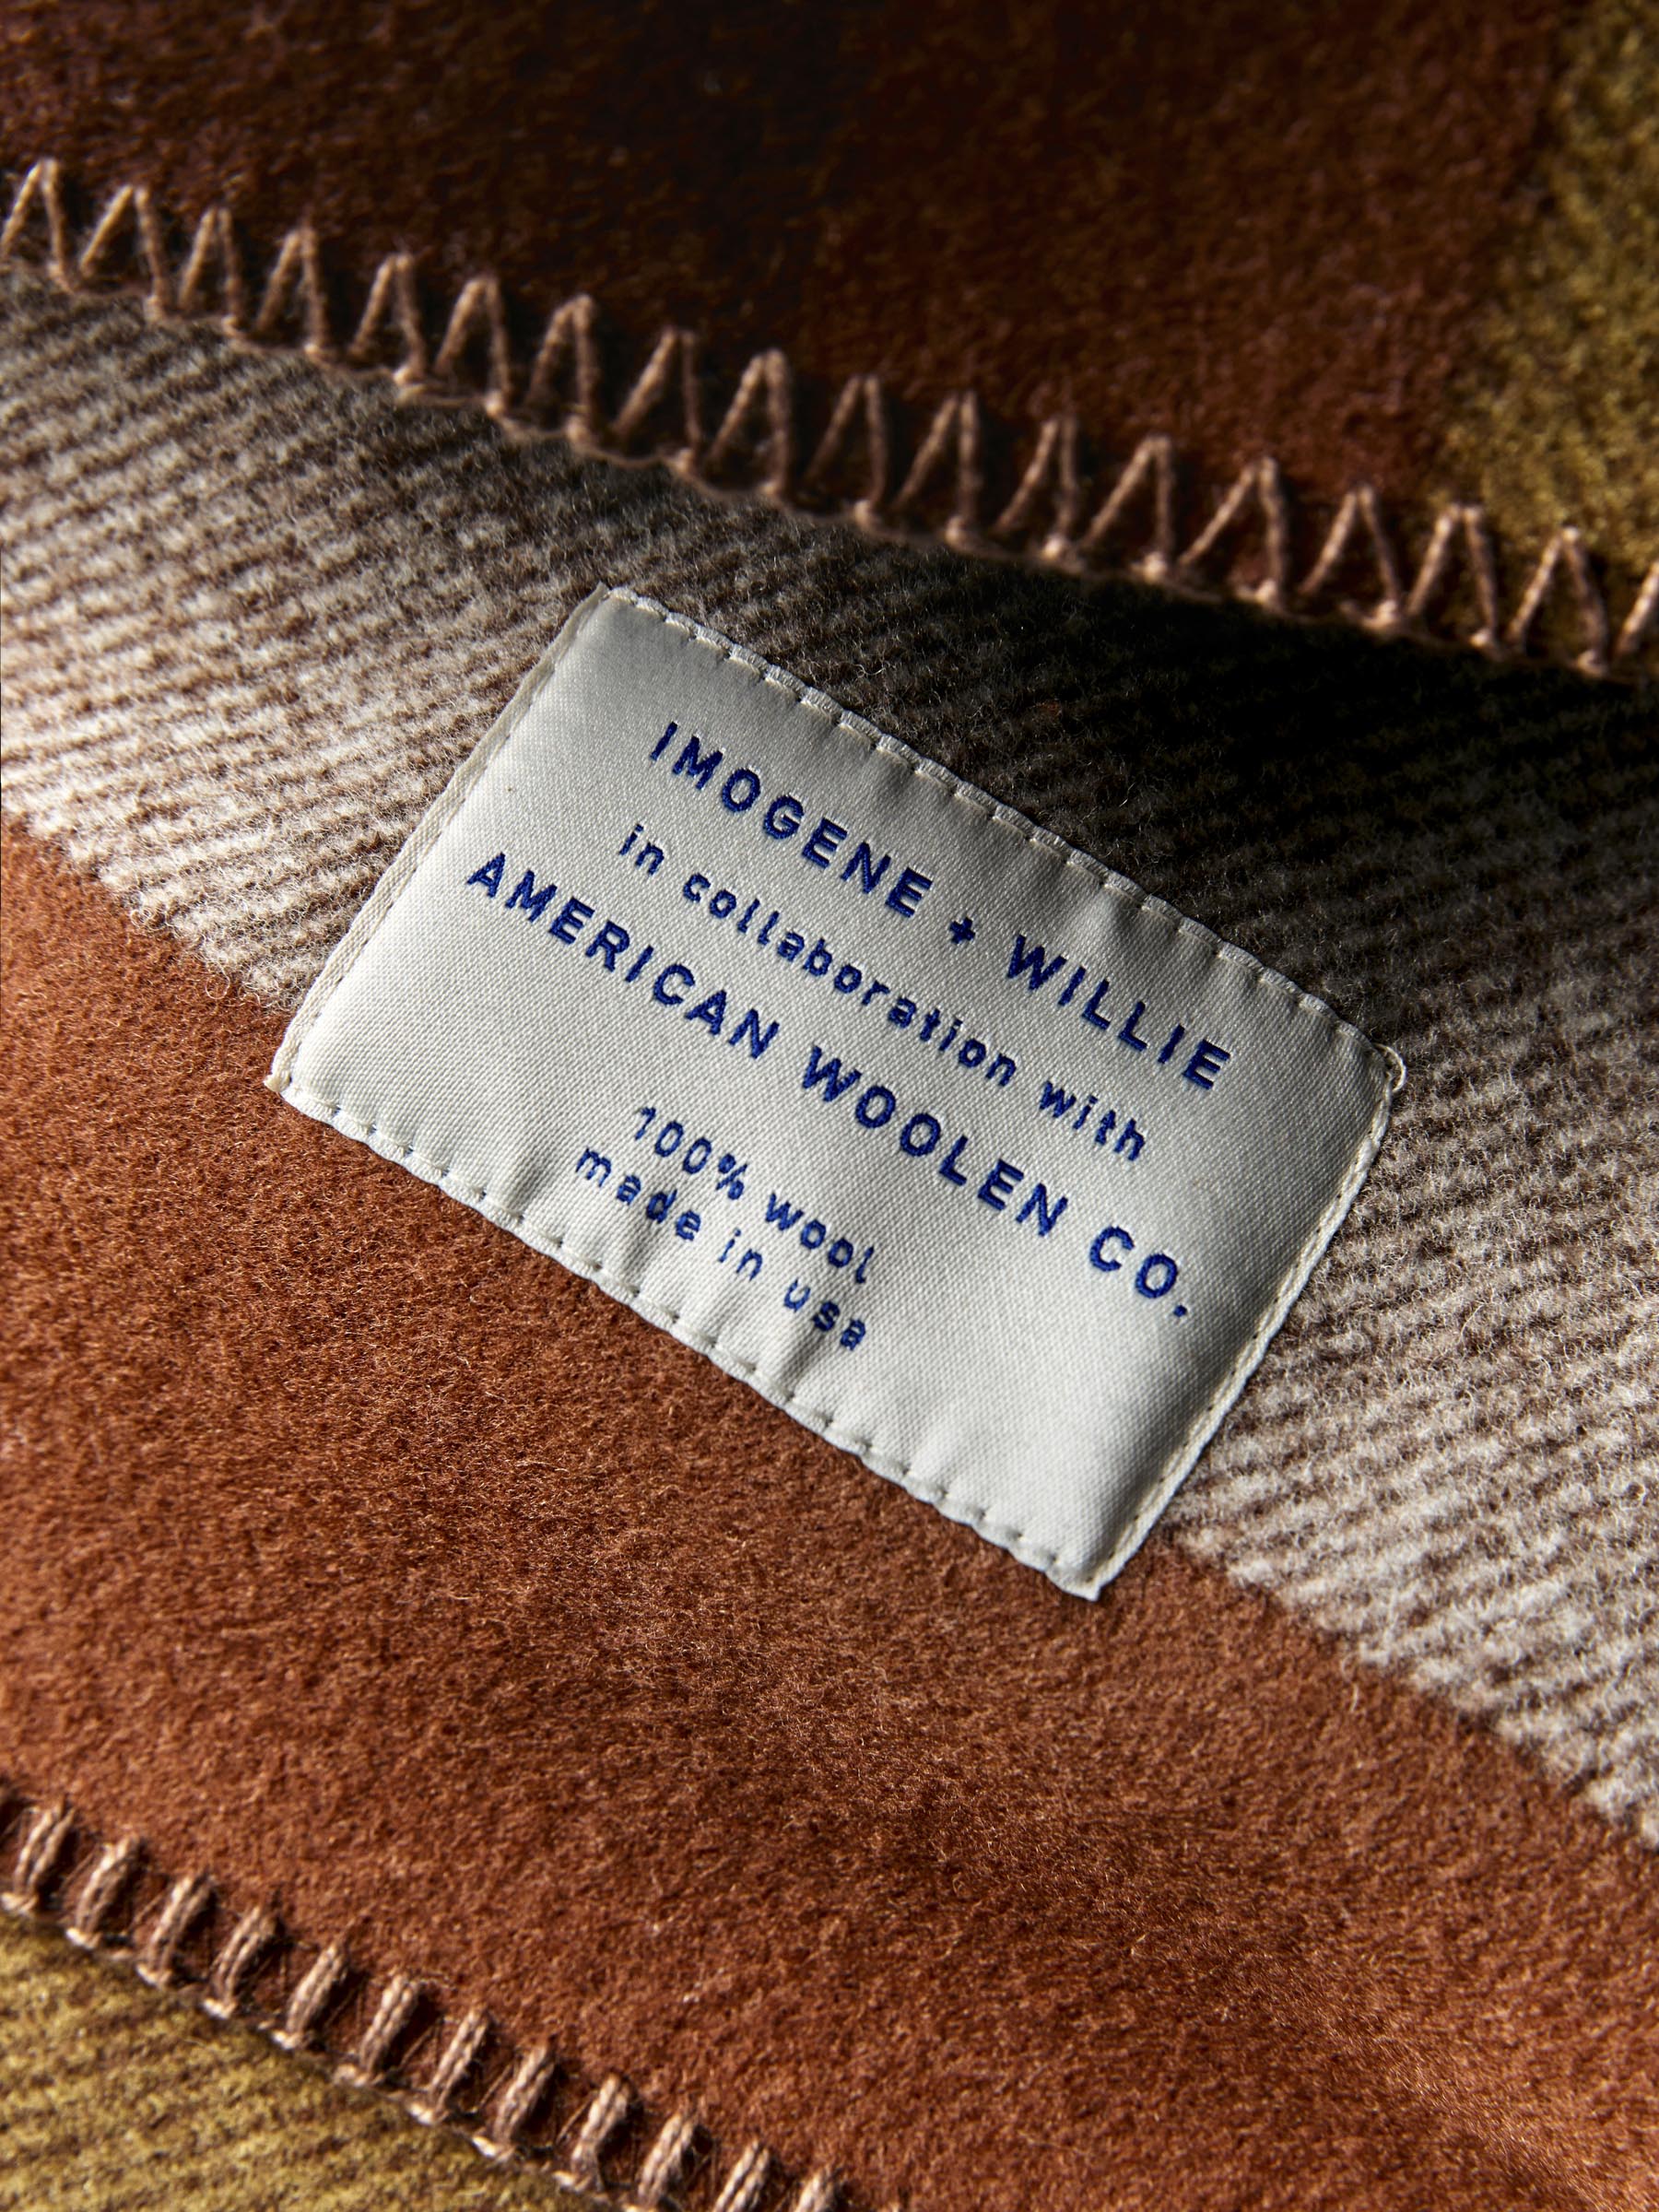 IMOGENE + WILLIE
in collaboration with
AMERICAN WOOLEN CO.
100% wool
made in usa